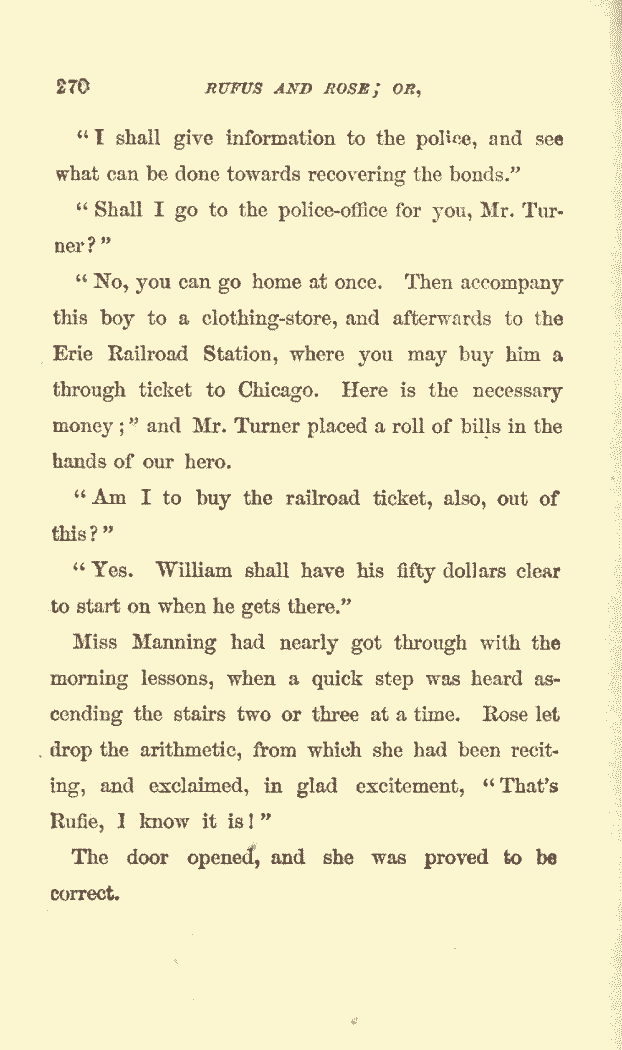 270 RUFUS AND ROSE; OR,
“I shall give information to the police, and see
what can be done towards recovering the bonds.”
“Shall I go to the police-office for you, Mr. Tur-
ner?”
“No, you can go home at once. Then accompany
this boy to a clothing-store, and afterwards to the
Erie Railroad Station, where you may buy him a
through ticket to Chicago. Here is the necessary
money;” and Mr. Turner placed a roll of bills in the
hands of our hero.
“Am I to buy the railroad ticket, also, out of
this?”
“Yes. William shall have his fifty dollars clear
to start on when he gets there.”
Miss Manning had nearly got through with the
morning lessons, when a quick step was heard as-
cending the stairs two or three at a time. Rose let
drop the arithmetic, from which she had been recit-
ing, and exclaimed, in glad excitement, “That's
Rufie, I know it is!”
The door opened, and she was proved to be
correct.